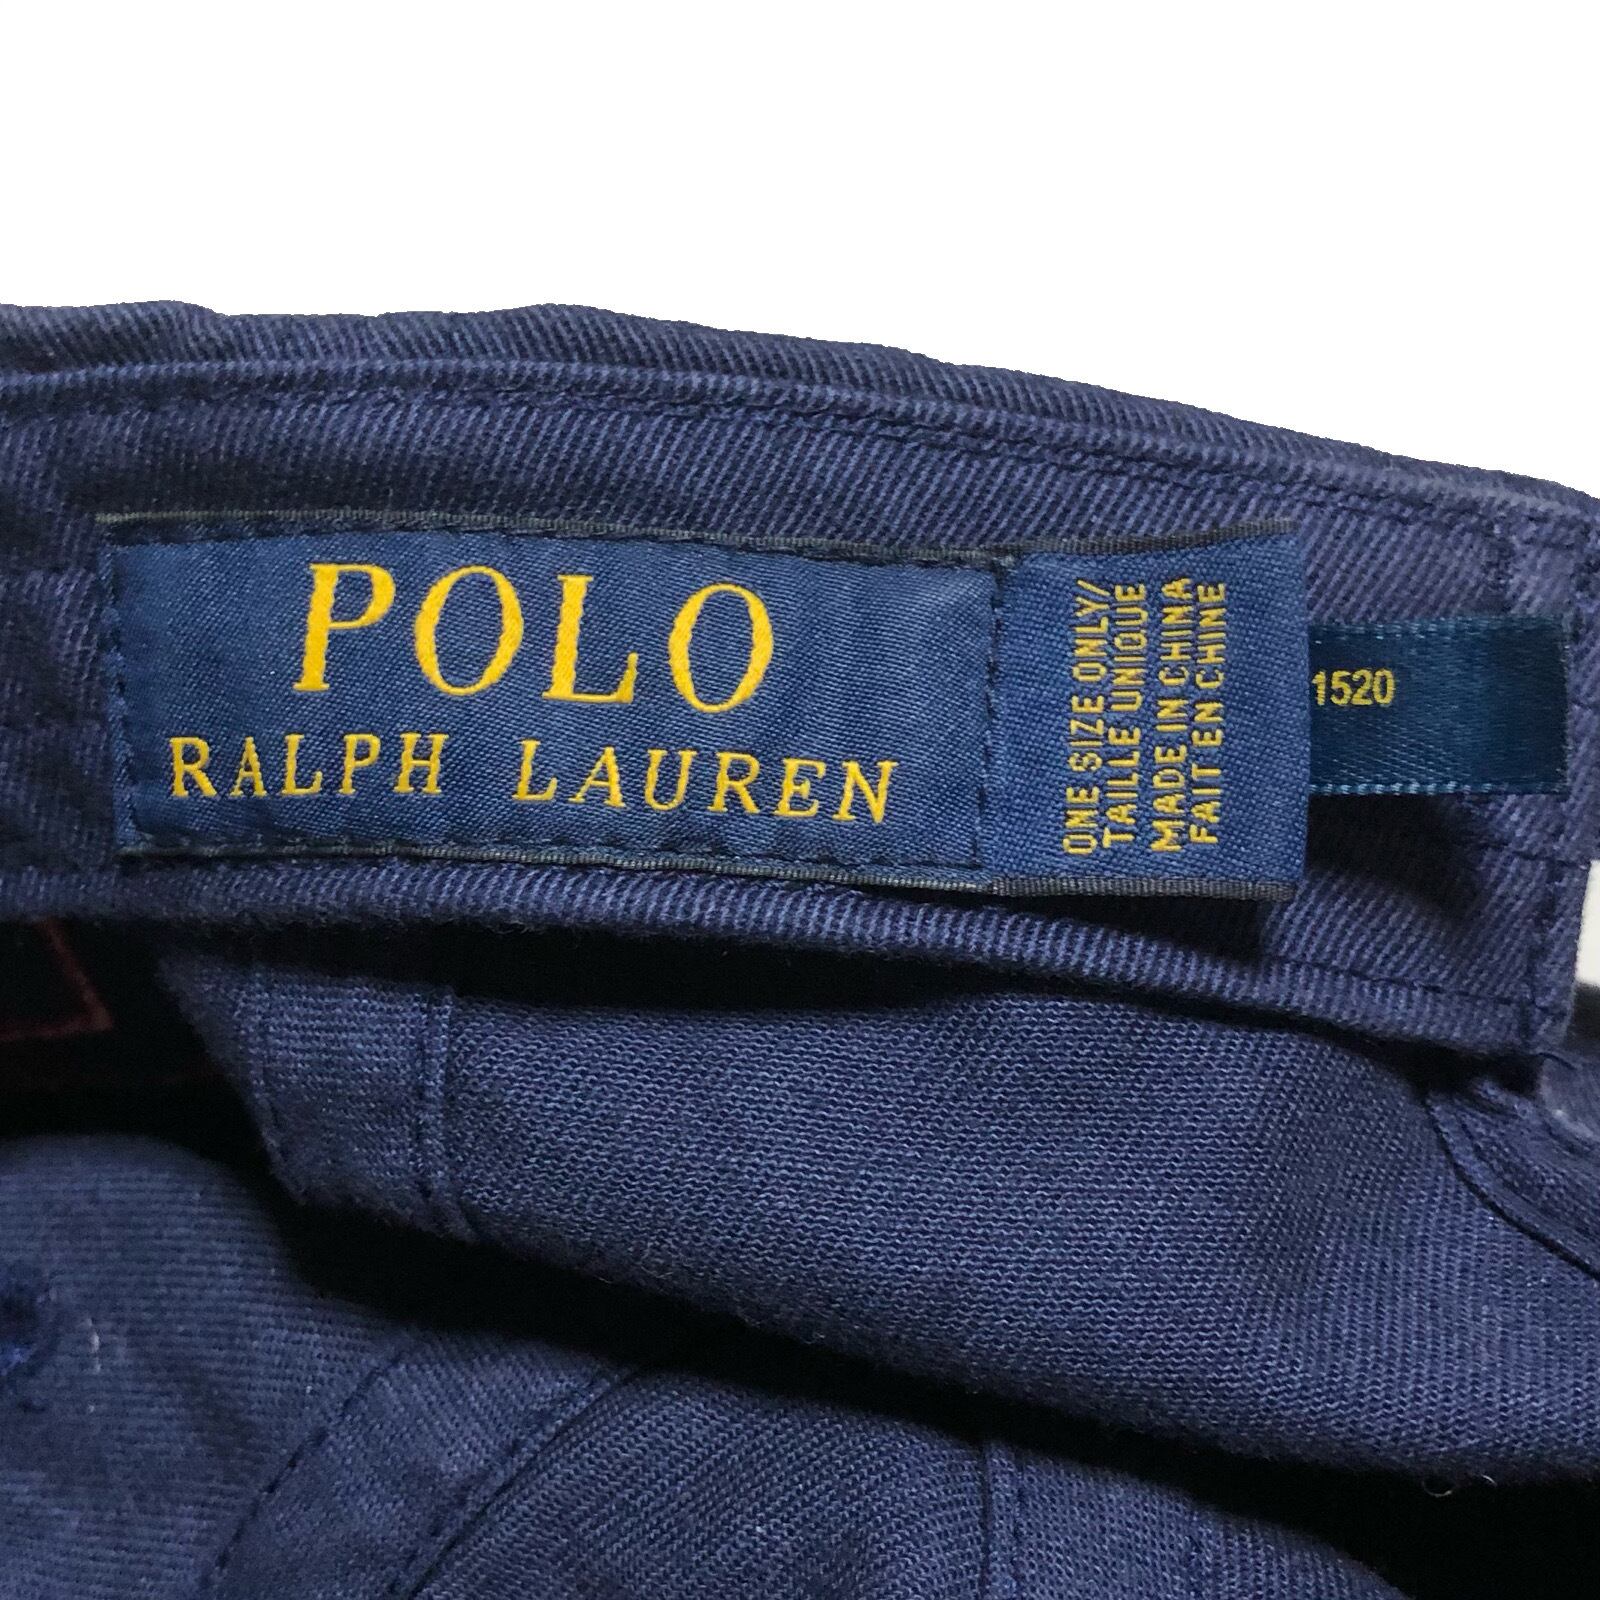 POLO
RALPH LAUREN
ONE SIZE ONLY/
TAILLE UNIQUE
MADE IN CHINA
FAIT EN CHINE
1520